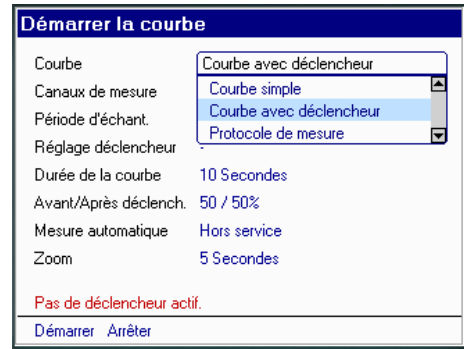 Démarrer la courbe
Courbe Courbe avec déclencheur
Canaux de mesure Courbe simple
Période d'échant. Courbe avec déclencheur
Protocole de mesure
Réglage déclencheur -
Durée de la courbe 10 Secondes
Avant/Après déclench. 50 / 50%
Mesure automatique Hors service
Zoom 5 Secondes
Pas de déclencheur actif.
Démarrer Arrêter